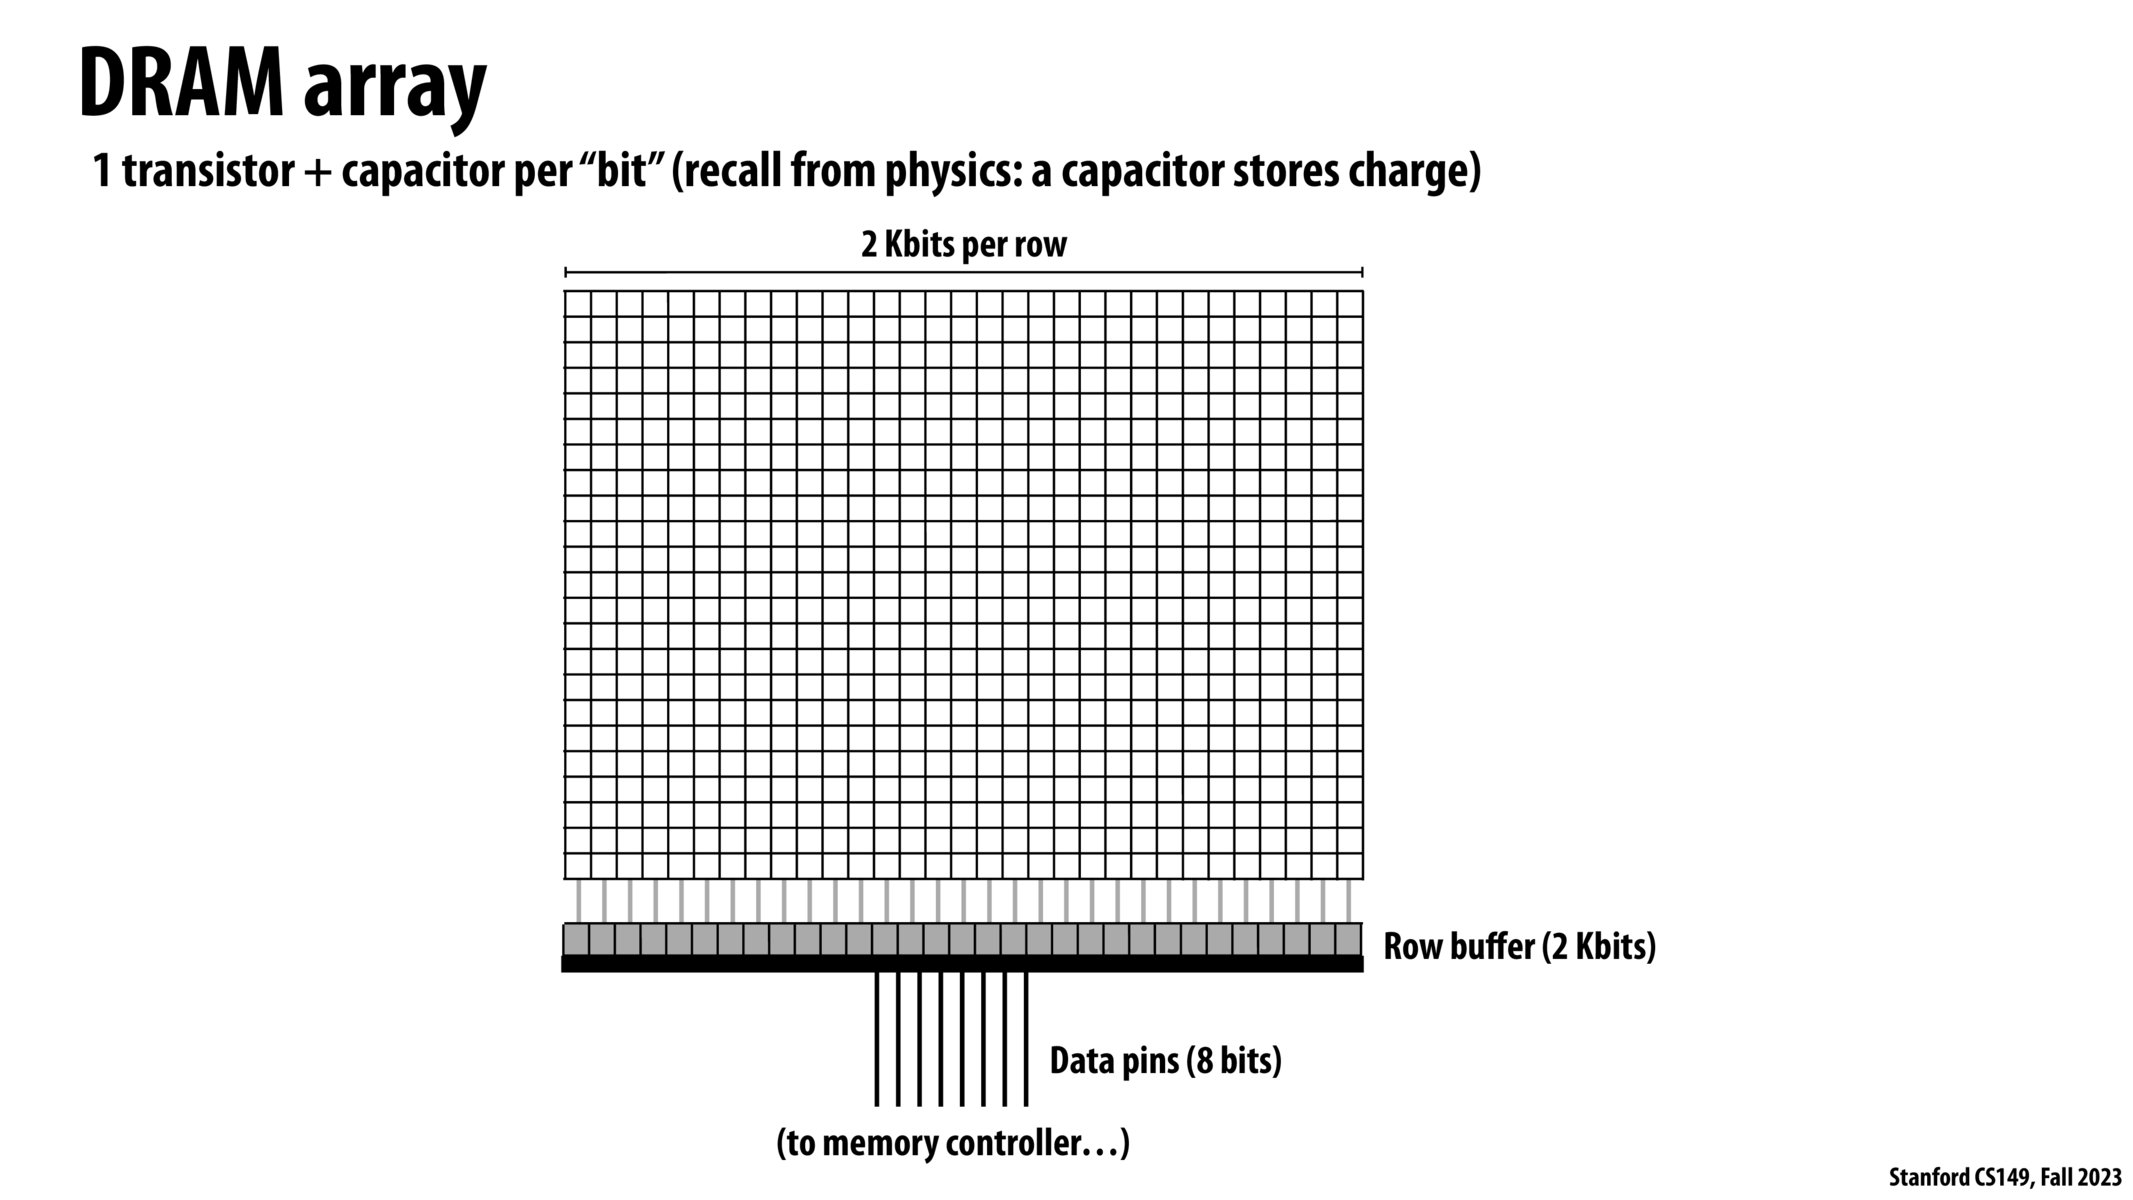 DRAM array
1 transistor + capacitor per “bit” (recall from physics: a capacitor stores charge)
2 Kbits per row
Row buffer (2 Kbits)
Data pins (8 bits)
(to memory controller…)
Stanford CS149, Fall 2023